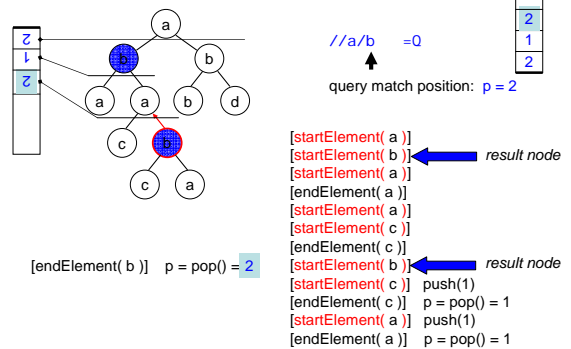 2
1
2
a
b
b
a
a
b
d
c
b
c
a
//a/b =Q
query match position: p = 2
2
1
2
[startElement( a )]
[startElement( b )] result node
[startElement( a )]
[endElement( a )]
[startElement( a )]
[startElement( c )]
[endElement( c )]
[startElement( b )] result node
[startElement( c )] push(1)
[endElement( c )] p = pop() = 1
[startElement( a )] push(1)
[endElement( a )] p = pop() = 1
[endElement( b )] p = pop() = 2